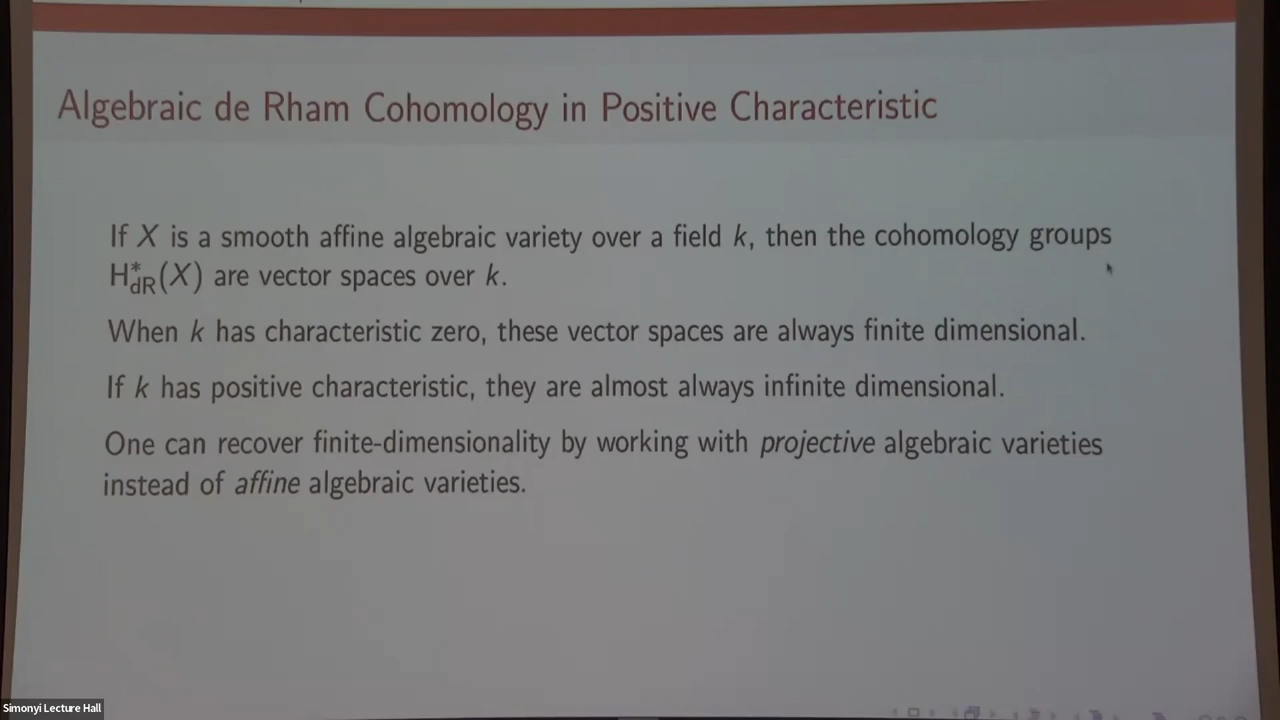 Algebraic de Rham Cohomology in Positive Characteristic
If X is a smooth affine algebraic variety over a field k, then the cohomology groups
H*dR(X) are vector spaces over k.
When k has characteristic zero, these vector spaces are always finite dimensional.
If k has positive characteristic, they are almost always infinite dimensional.
One can recover finite-dimensionality by working with projective algebraic varieties
instead of affine algebraic varieties.
Simonyi Lecture Hall